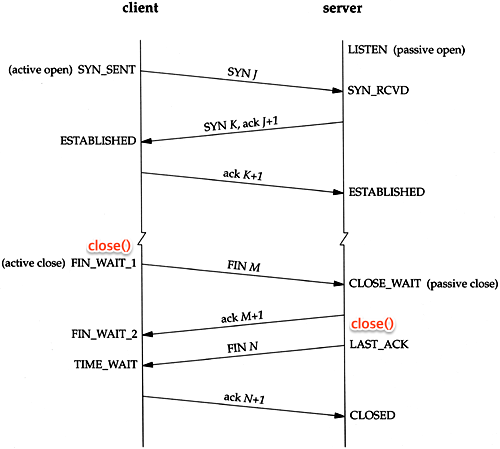 client server
LISTEN (passive open)
(active open) SYN_SENT
SYN J
SYN_RCVD
SYN K, ack J+1
ESTABLISHED
ack K+1
ESTABLISHED
close()
(active close) FIN_WAIT_1
FIN M
CLOSE_WAIT (passive close)
ack M+1
close()
FIN_WAIT_2
FIN N
LAST_ACK
TIME_WAIT
ack N+1
CLOSED